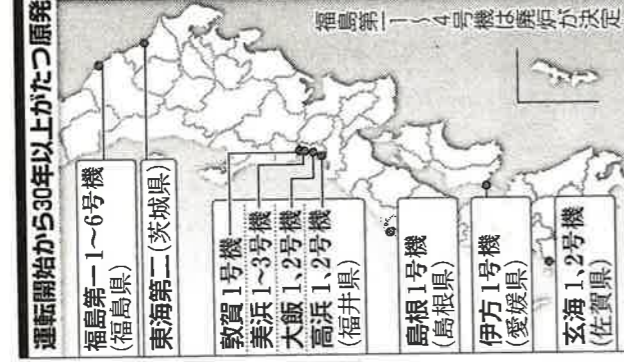 運転開始から30年以上がたつ原発
福島第一1～4号機は廃炉が決定
福島第一1～6号機
(福島県)
東海第二(茨城県)
敦賀1号機
美浜1～3号機
大飯1、2号機
高浜1、2号機
(福井県)
島根1号機
(島根県)
伊方1号機
(愛媛県)
玄海1、2号機
(佐賀県)